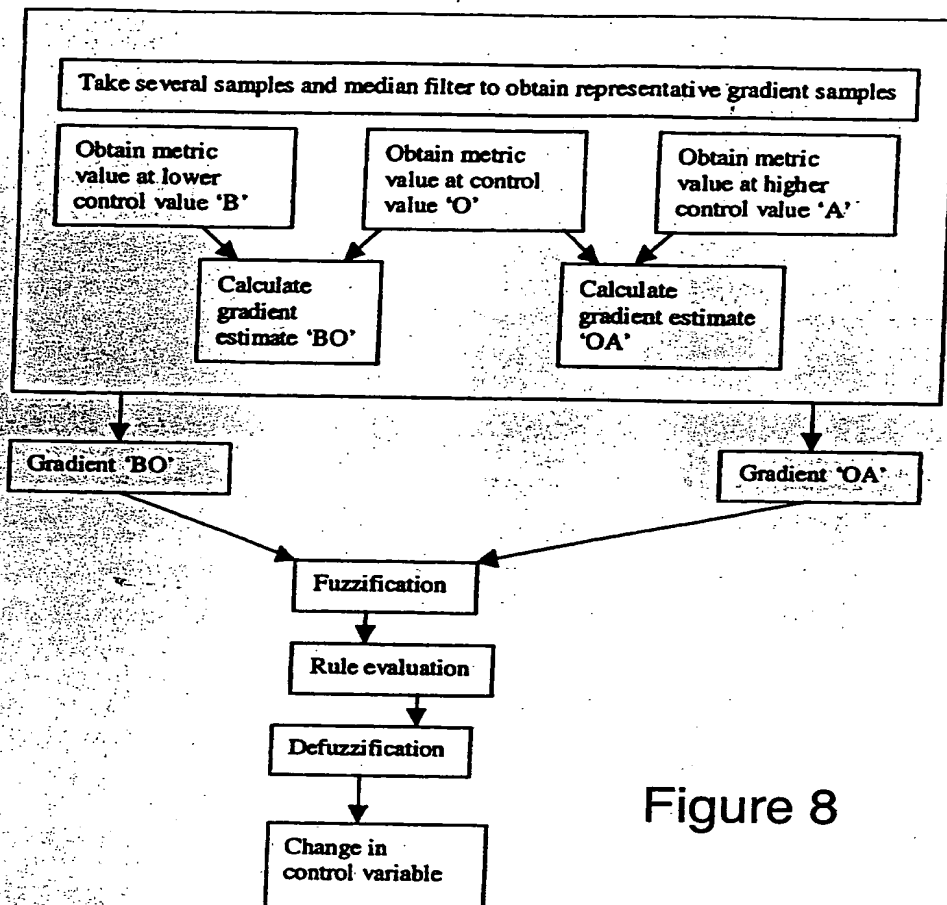 Take several samples and median filter to obtain representative gradient samples
Obtain metric
value at lower
control value ‘B’
Obtain metric
value at control
value ‘O’
Obtain metric
value at higher
control value ‘A’
Calculate
gradient
estimate ‘BO’
Calculate
gradient estimate
‘OA’
Gradient ‘BO’
Gradient ‘OA’
Fuzzification
Rule evaluation
Defuzzification
Change in
control variable
Figure 8